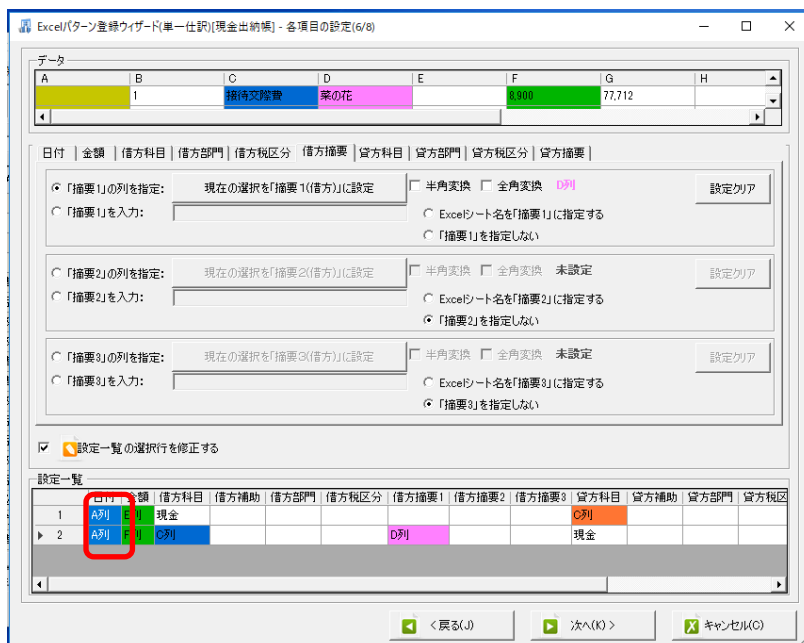 Excelパターン登録ウィザード(単一仕訳)[現金出納帳] - 各項目の設定(6/8)
データ
A B C D E F G H
1 接待交際費 菜の花 8,900 77,712
日付 金額 借方科目 借方部門 借方税区分 借方摘要 貸方科目 貸方部門 貸方税区分 貸方摘要
「摘要1」の列を指定: 現在の選択を「摘要1(借方)」に設定 半角変換 全角変換 D列 設定クリア
「摘要1」を入力: Excelシート名を「摘要1」に指定する
「摘要1」を指定しない
「摘要2」の列を指定: 現在の選択を「摘要2(借方)」に設定 半角変換 全角変換 未設定 設定クリア
「摘要2」を入力: Excelシート名を「摘要2」に指定する
「摘要2」を指定しない
「摘要3」の列を指定: 現在の選択を「摘要3(借方)」に設定 半角変換 全角変換 未設定 設定クリア
「摘要3」を入力: Excelシート名を「摘要3」に指定する
「摘要3」を指定しない
設定一覧の選択行を修正する
設定一覧
日付 金額 借方科目 借方補助 借方部門 借方税区分 借方摘要1 借方摘要2 借方摘要3 貸方科目 貸方補助 貸方部門 貸方税区
1 A列 現金 C列
2 A列 C列 D列 現金
<戻る(J) 次へ(K)> キャンセル(C)